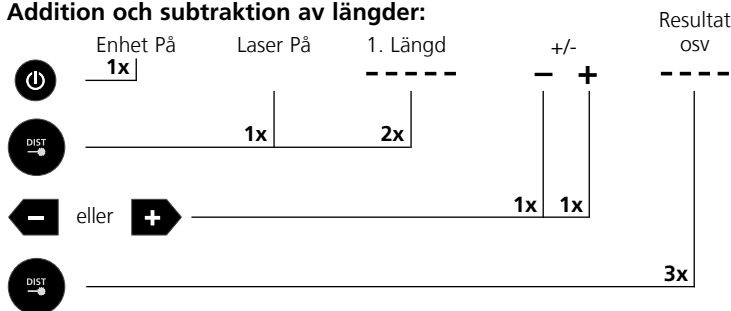 Addition och subtraktion av längder:
Resultat
Enhet På Laser På 1. Längd +/- osv
1x
– – – – – − + – – – –
DIST 1x 2x
− eller + 1x 1x
DIST 3x